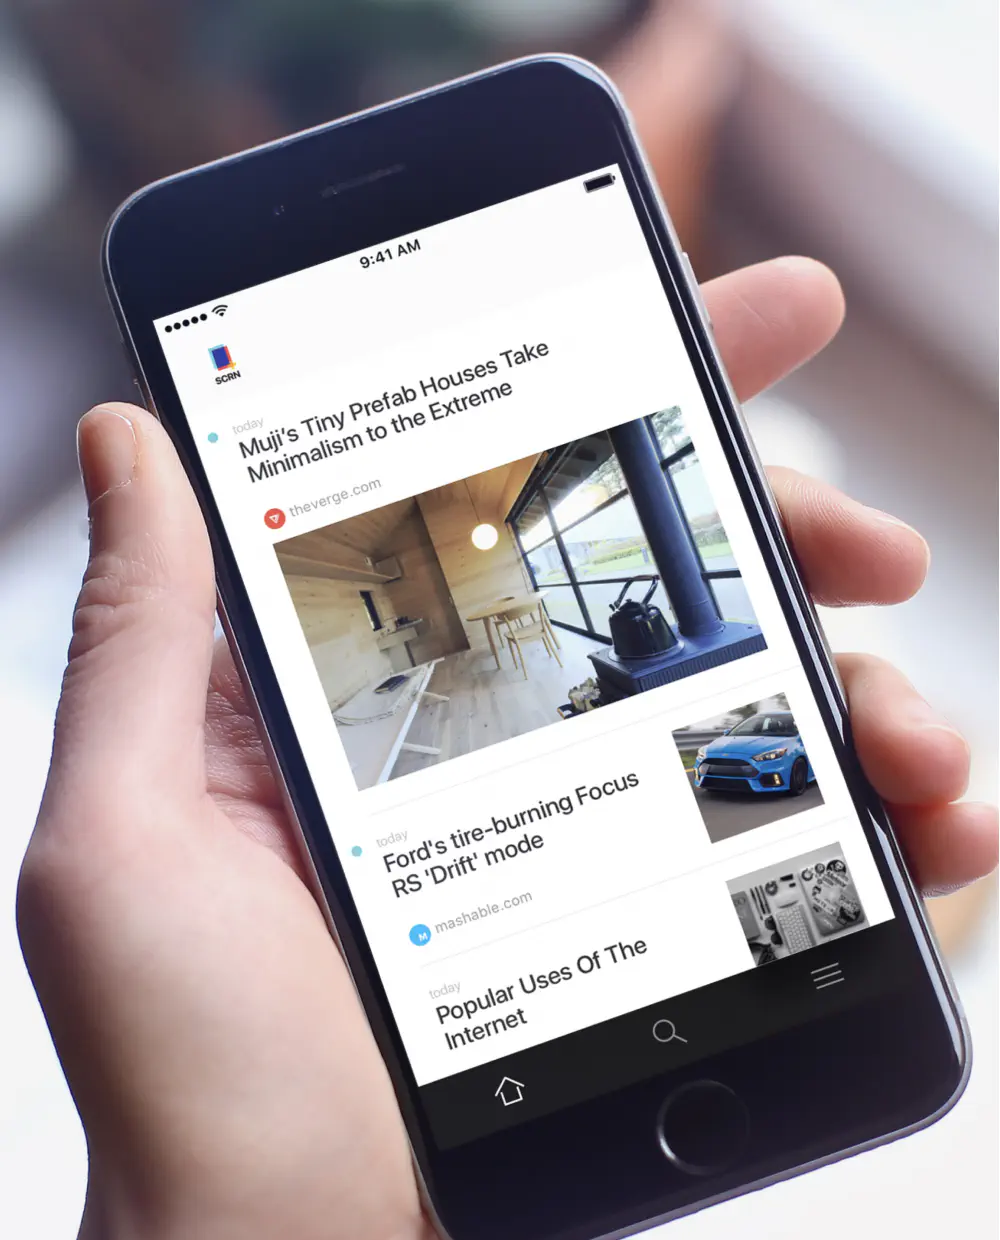 9:41 AM
SCRN
today
Muji's Tiny Prefab Houses Take
Minimalism to the Extreme
theverge.com
today
Ford's tire-burning Focus
RS 'Drift' mode
M mashable.com
today
Popular Uses Of The
Internet